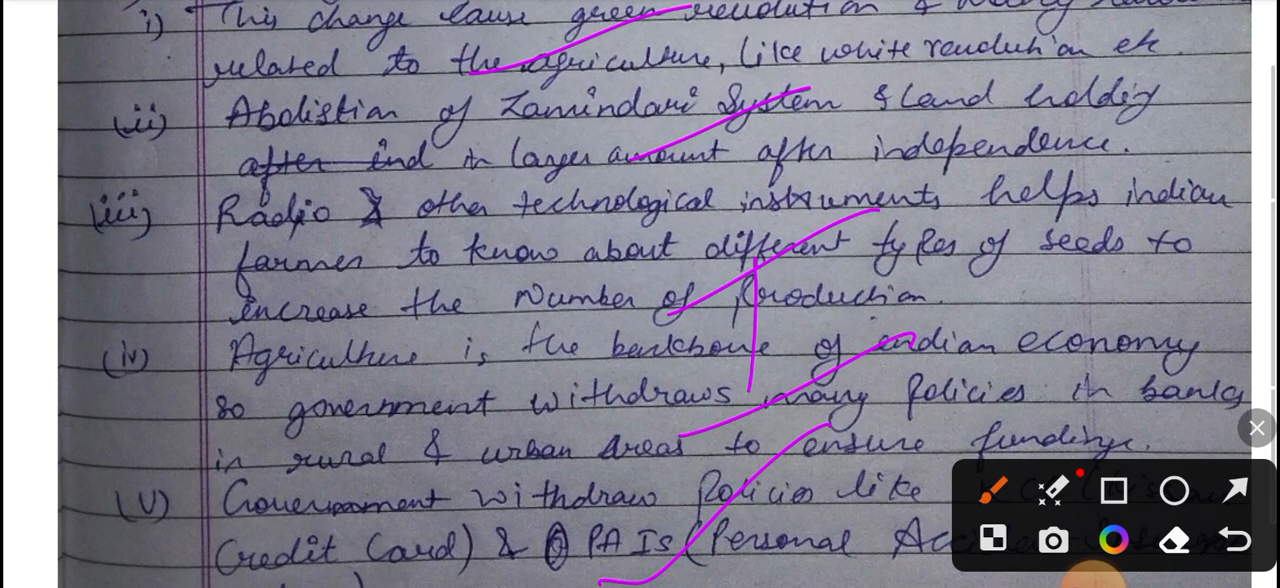 i) This change cause green revolution &
related to the agriculture, like white revolution etc.
(ii) Abolistian of Zamindari System & land holding
after ind in larger amount after independence.
(iii) Radio & other technological instruments helps indian
farmer to know about different types of seeds to
increase the Number of production.
(iv) Agriculture is the backbone of indian economy
so government withdraws many policies in banks
in rural & urban areas to ensure funding.
(v) Government withdraw policies like
Credit Card) & PAIS (Personal